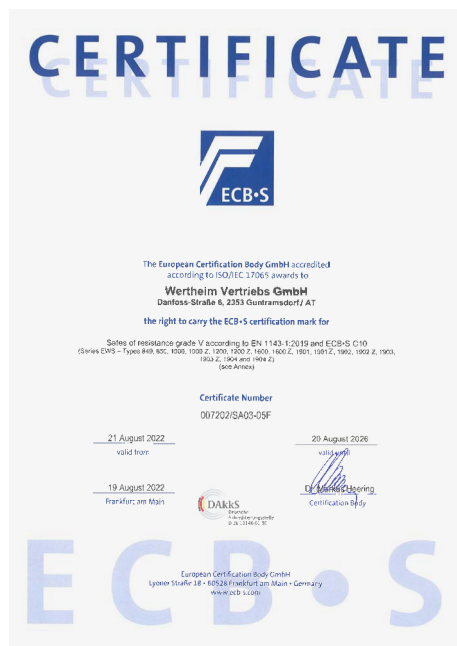 CERTIFICATE
ECB•S
The European Certification Body GmbH accredited
according to ISO/IEC 17065 awards to
Wertheim Vertriebs GmbH
Danfoss-Straße 6, 2353 Guntramsdorf / AT
the right to carry the ECB•S certification mark for
Safes of resistance grade V according to EN 1143-1:2019 and ECB•S C10
(Series EWS – Types 849, 850, 1000, 1000 Z, 1200, 1200 Z, 1600, 1600 Z, 1901, 1901 Z, 1902, 1902 Z, 1903,
1903 Z, 1904 and 1904 Z)
(see Annex)
Certificate Number
007202/SA03-05F
21 August 2022
valid from
20 August 2026
valid until
19 August 2022
Frankfurt am Main
Dr. Markus Heering
Certification Body
DAkkS
Deutsche
Akkreditierungsstelle
European Certification Body GmbH
Lyoner Straße 18 • 60528 Frankfurt am Main • Germany
www.ecb-s.com
ECB•S